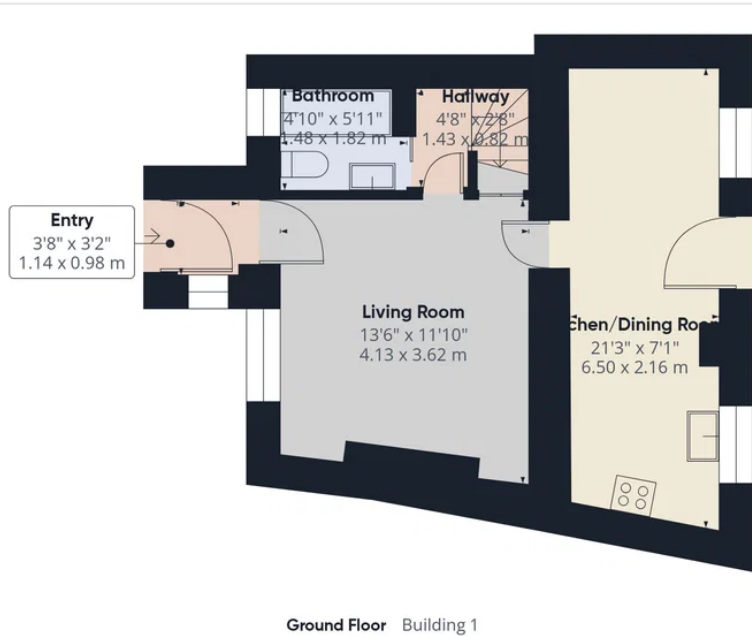 Bathroom
4'10" x 5'11"
1.48 x 1.82 m
Hallway
4'8" x 2'8"
1.43 x 0.82 m
Entry
3'8" x 3'2"
1.14 x 0.98 m
Living Room
13'6" x 11'10"
4.13 x 3.62 m
chen/Dining Roo
21'3" x 7'1"
6.50 x 2.16 m
Ground Floor Building 1